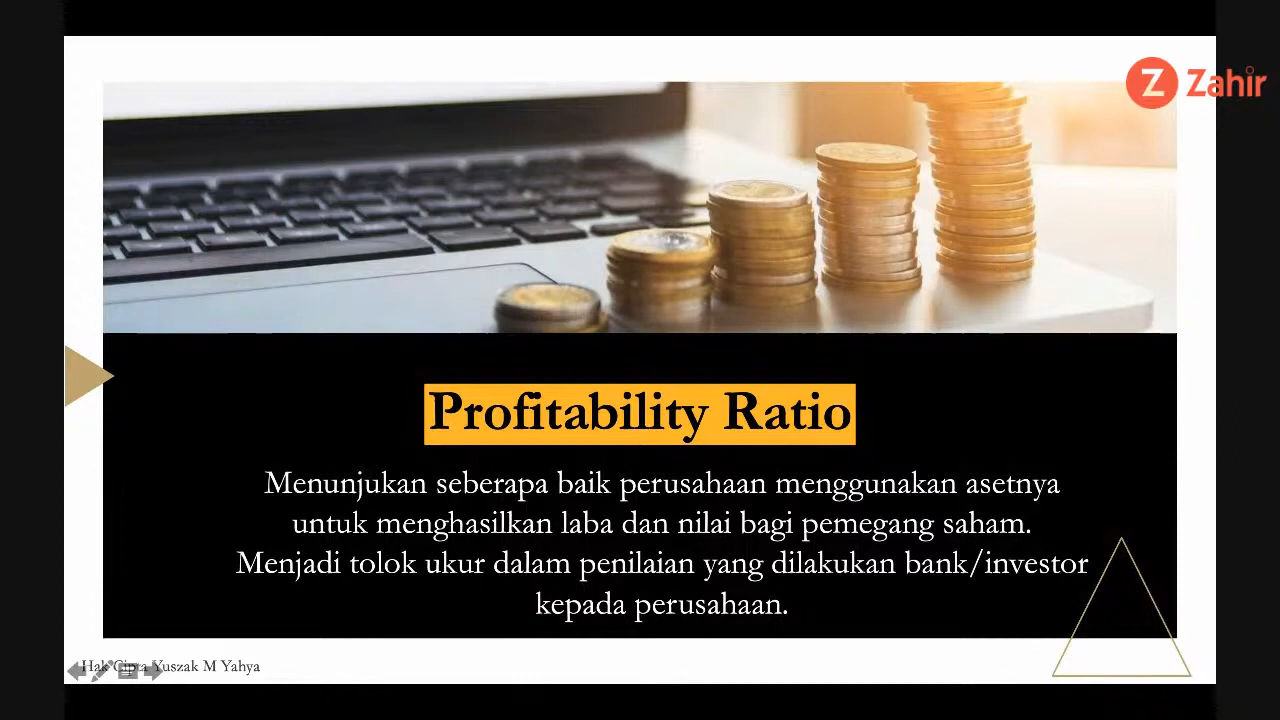 Z Zahir
Profitability Ratio
Menunjukan seberapa baik perusahaan menggunakan asetnya
untuk menghasilkan laba dan nilai bagi pemegang saham.
Menjadi tolok ukur dalam penilaian yang dilakukan bank/investor
kepada perusahaan.
Hak Cipta Yuszak M Yahya